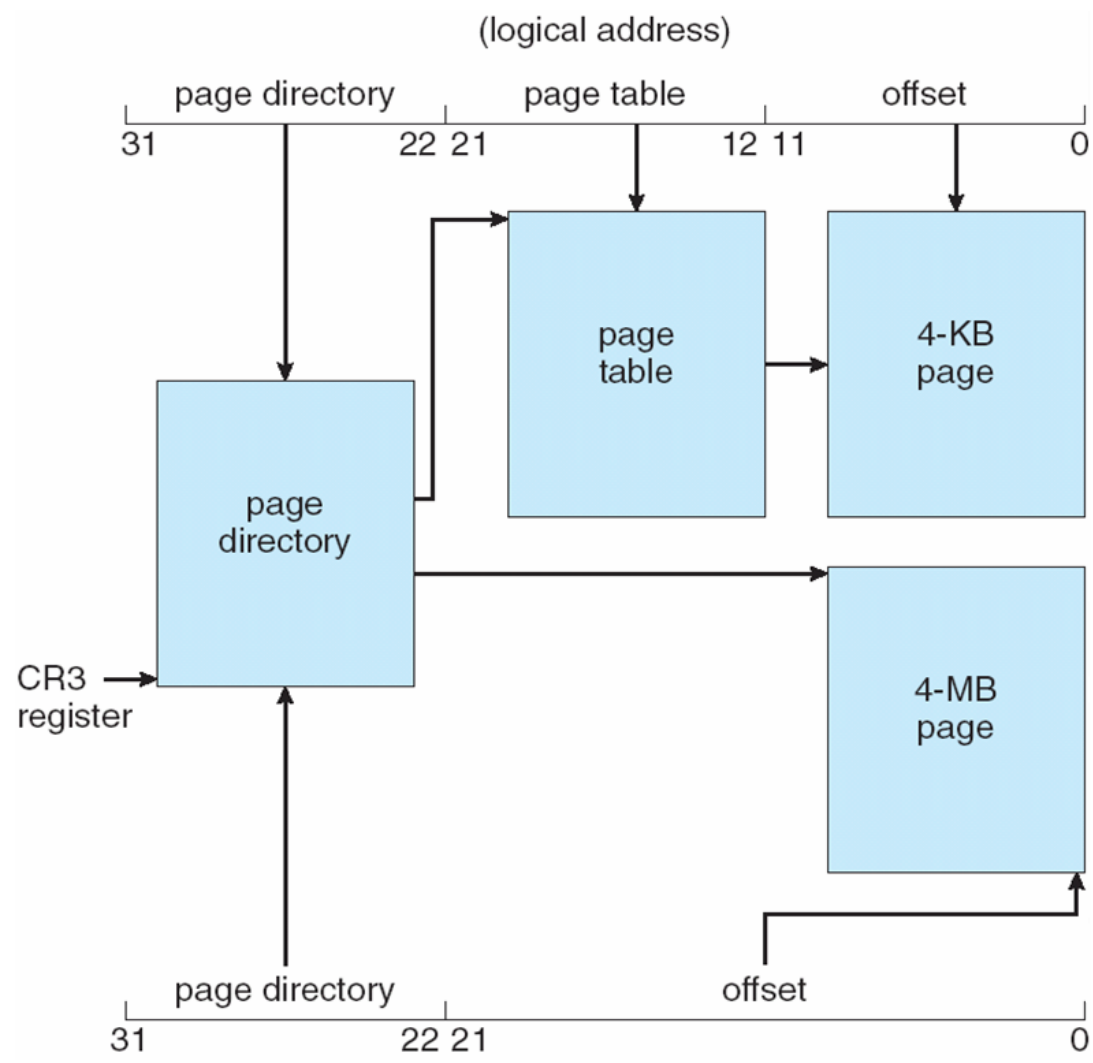 (logical address)
page directory page table offset
31 22 21 12 11 0
page
table
4-KB
page
page
directory
CR3
register
4-MB
page
page directory offset
31 22 21 0